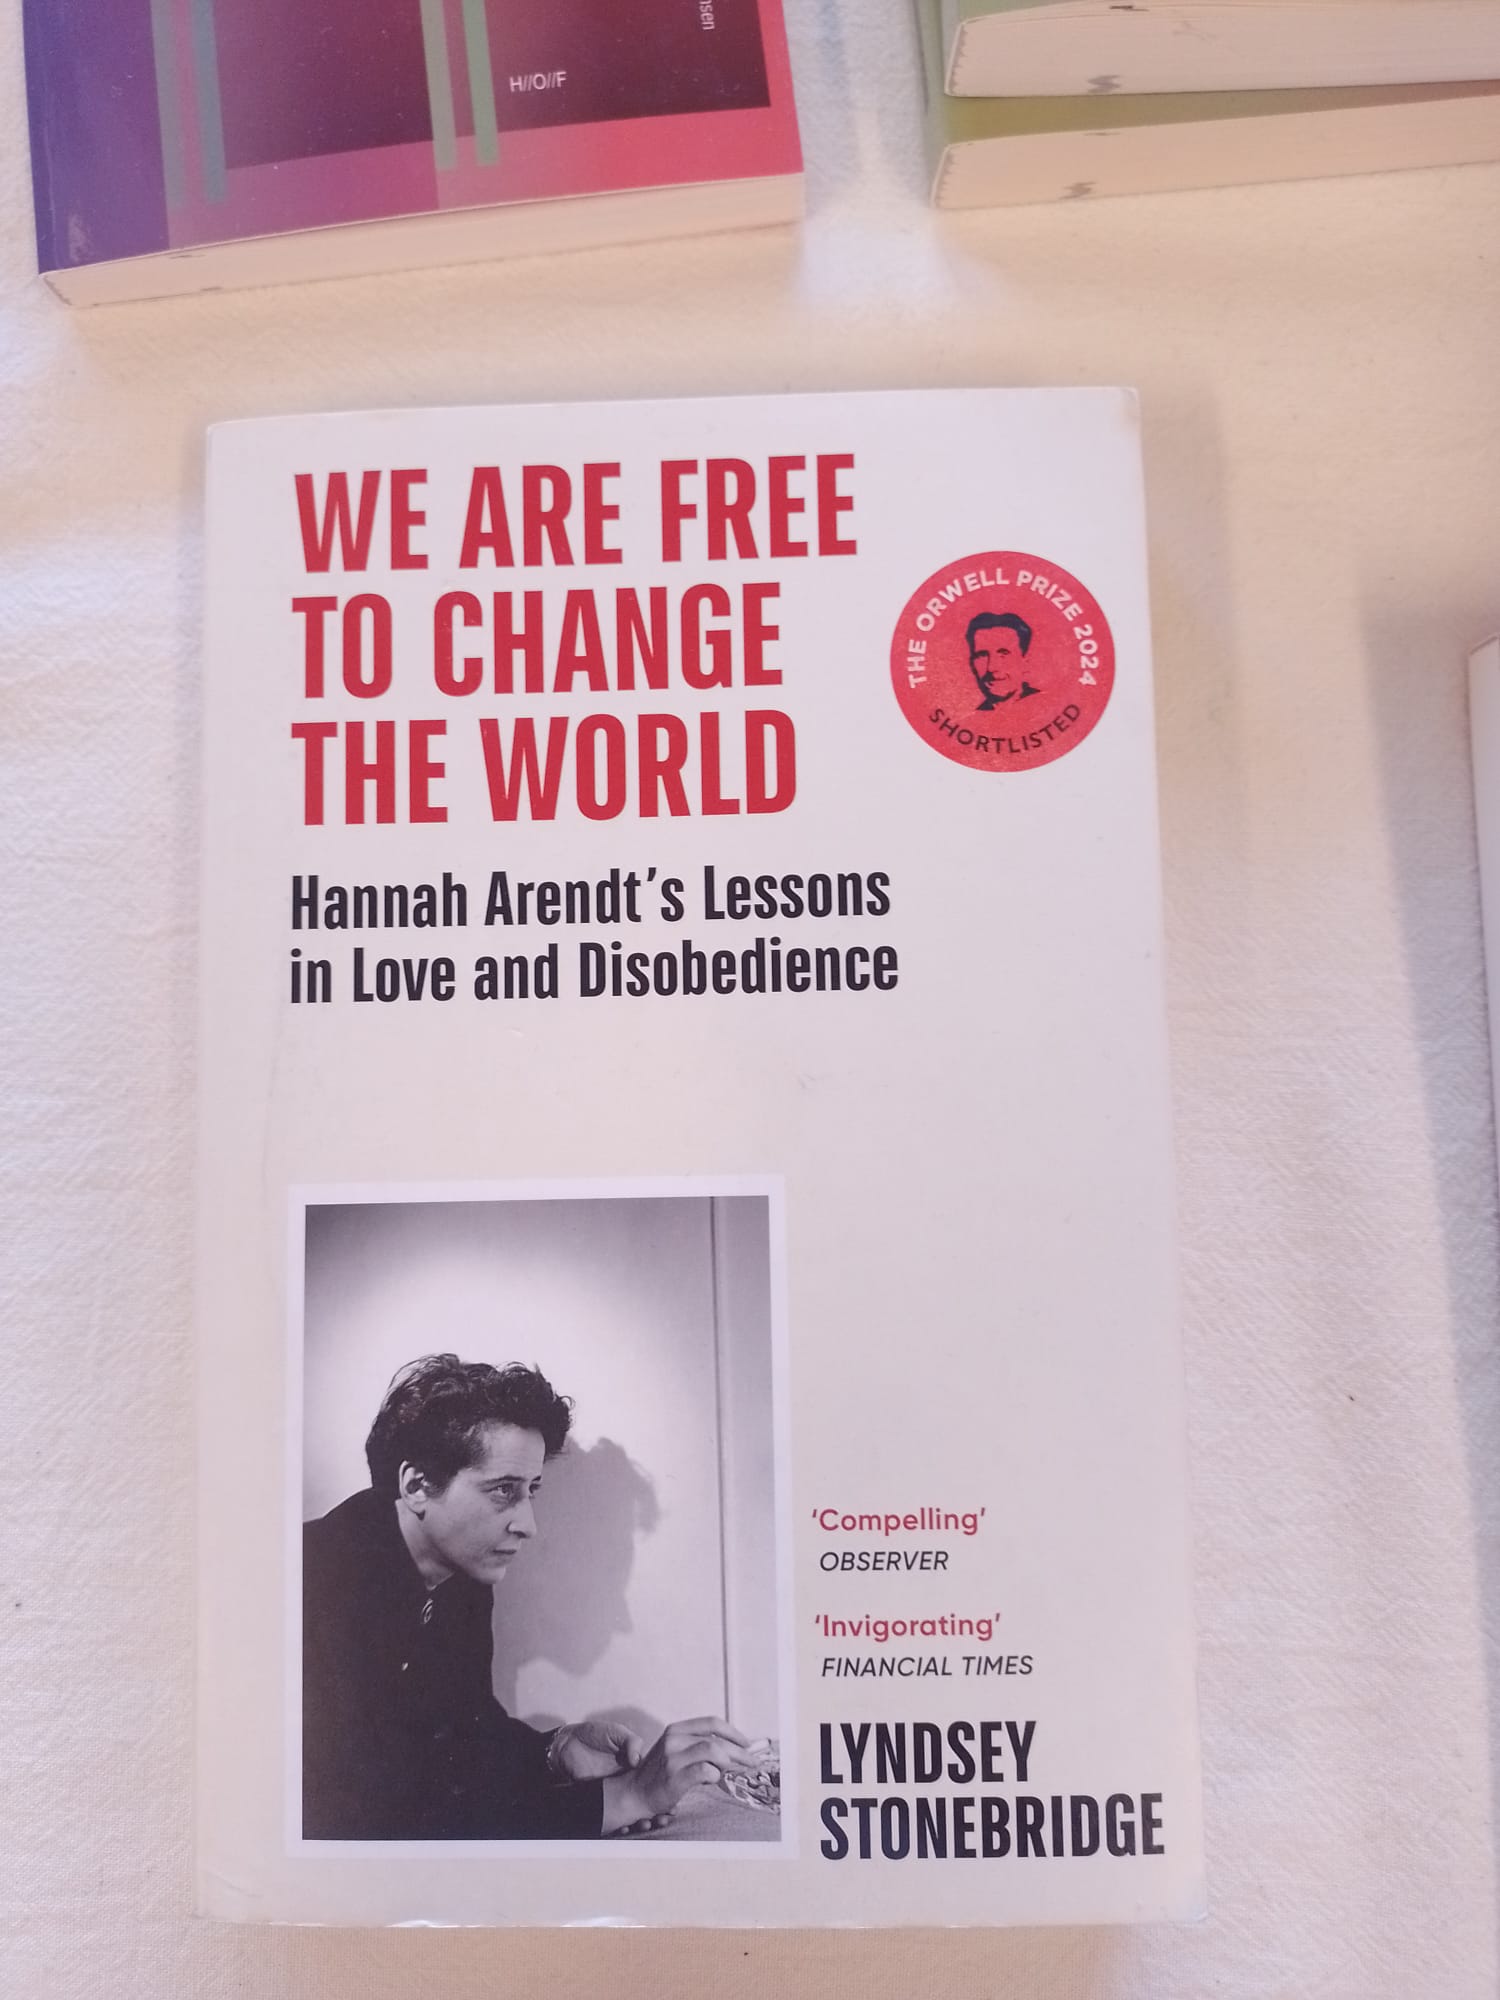 nsen
H//O//F
WE ARE FREE
TO CHANGE
THE WORLD
THE ORWELL PRIZE 2024
SHORTLISTED
Hannah Arendt’s Lessons
in Love and Disobedience
‘Compelling’
OBSERVER
‘Invigorating’
FINANCIAL TIMES
LYNDSEY
STONEBRIDGE